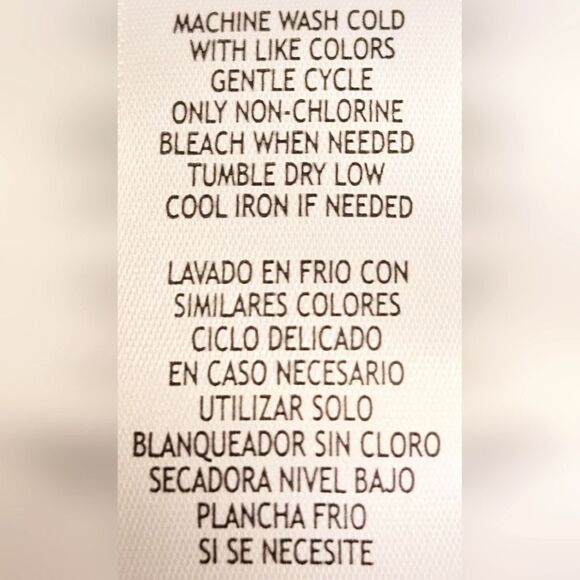 MACHINE WASH COLD
WITH LIKE COLORS
GENTLE CYCLE
ONLY NON-CHLORINE
BLEACH WHEN NEEDED
TUMBLE DRY LOW
COOL IRON IF NEEDED
LAVADO EN FRIO CON
SIMILARES COLORES
CICLO DELICADO
EN CASO NECESARIO
UTILIZAR SOLO
BLANQUEADOR SIN CLORO
SECADORA NIVEL BAJO
PLANCHA FRIO
SI SE NECESITE